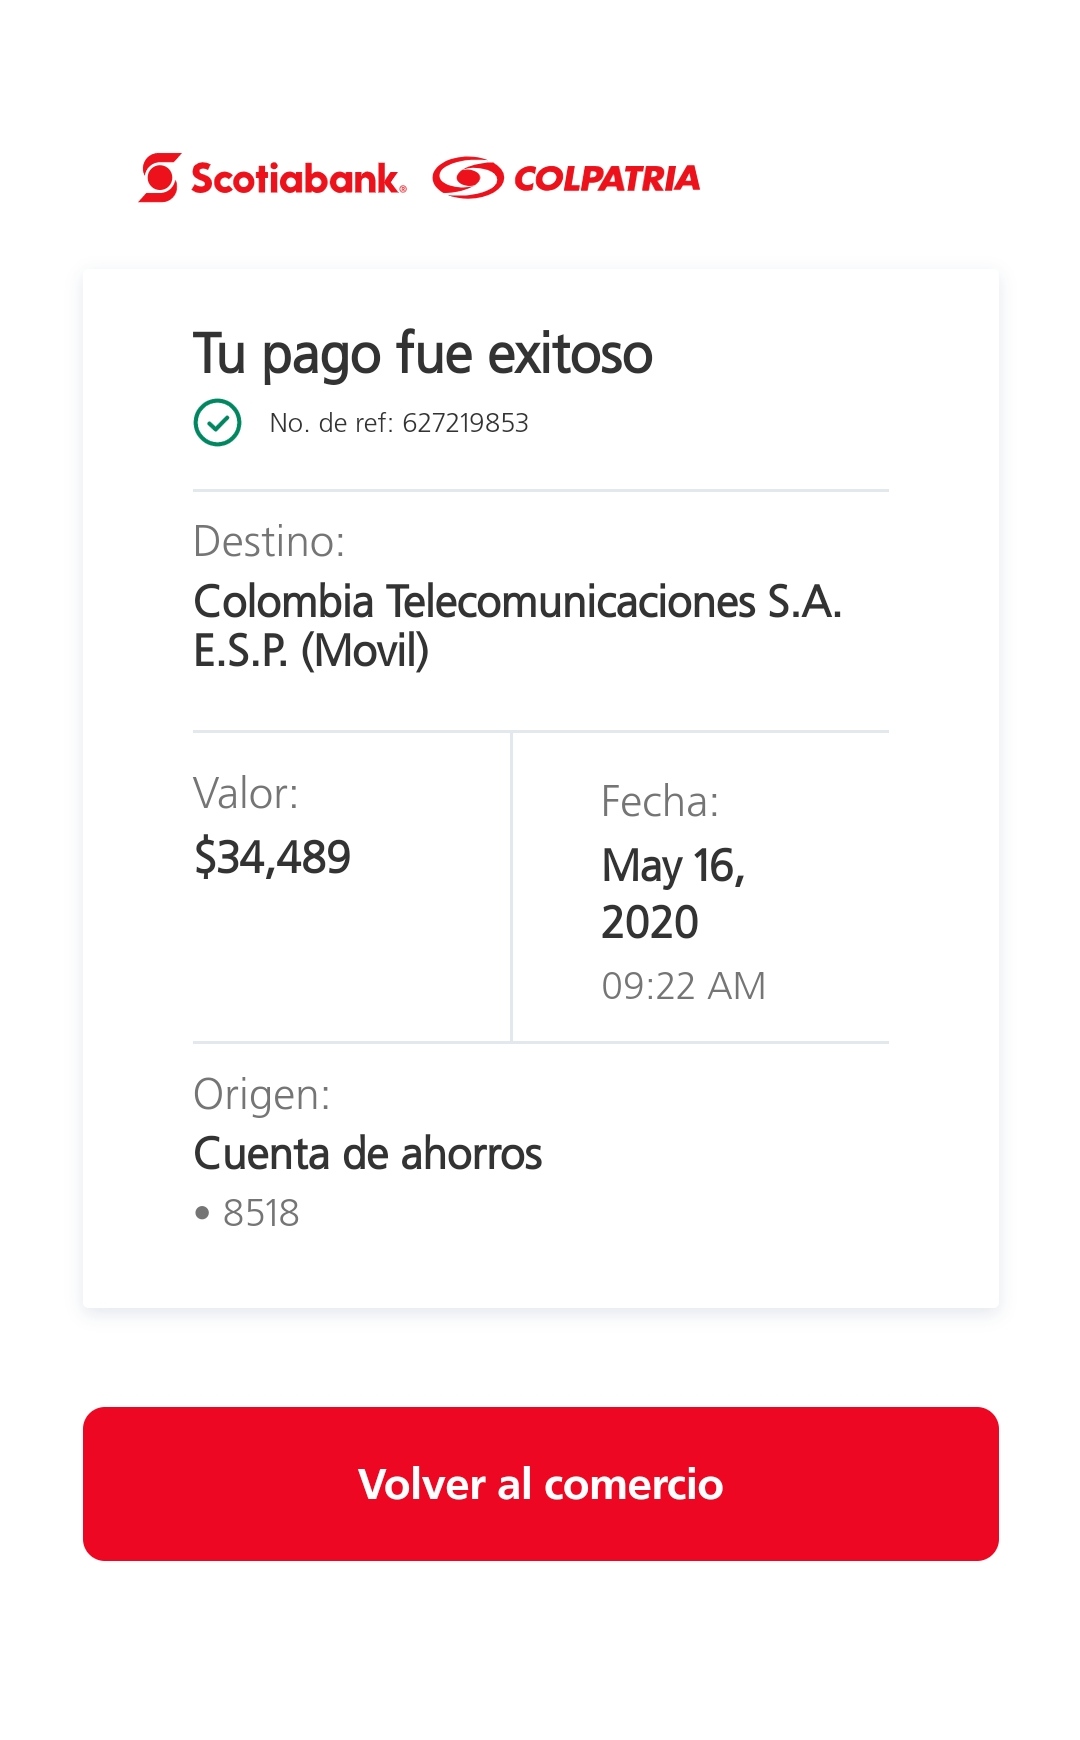 Scotiabank® COLPATRIA
Tu pago fue exitoso
No. de ref: 627219853
Destino:
Colombia Telecomunicaciones S.A.
E.S.P. (Movil)
Valor:
$34,489
Fecha:
May 16,
2020
09:22 AM
Origen:
Cuenta de ahorros
• 8518
Volver al comercio